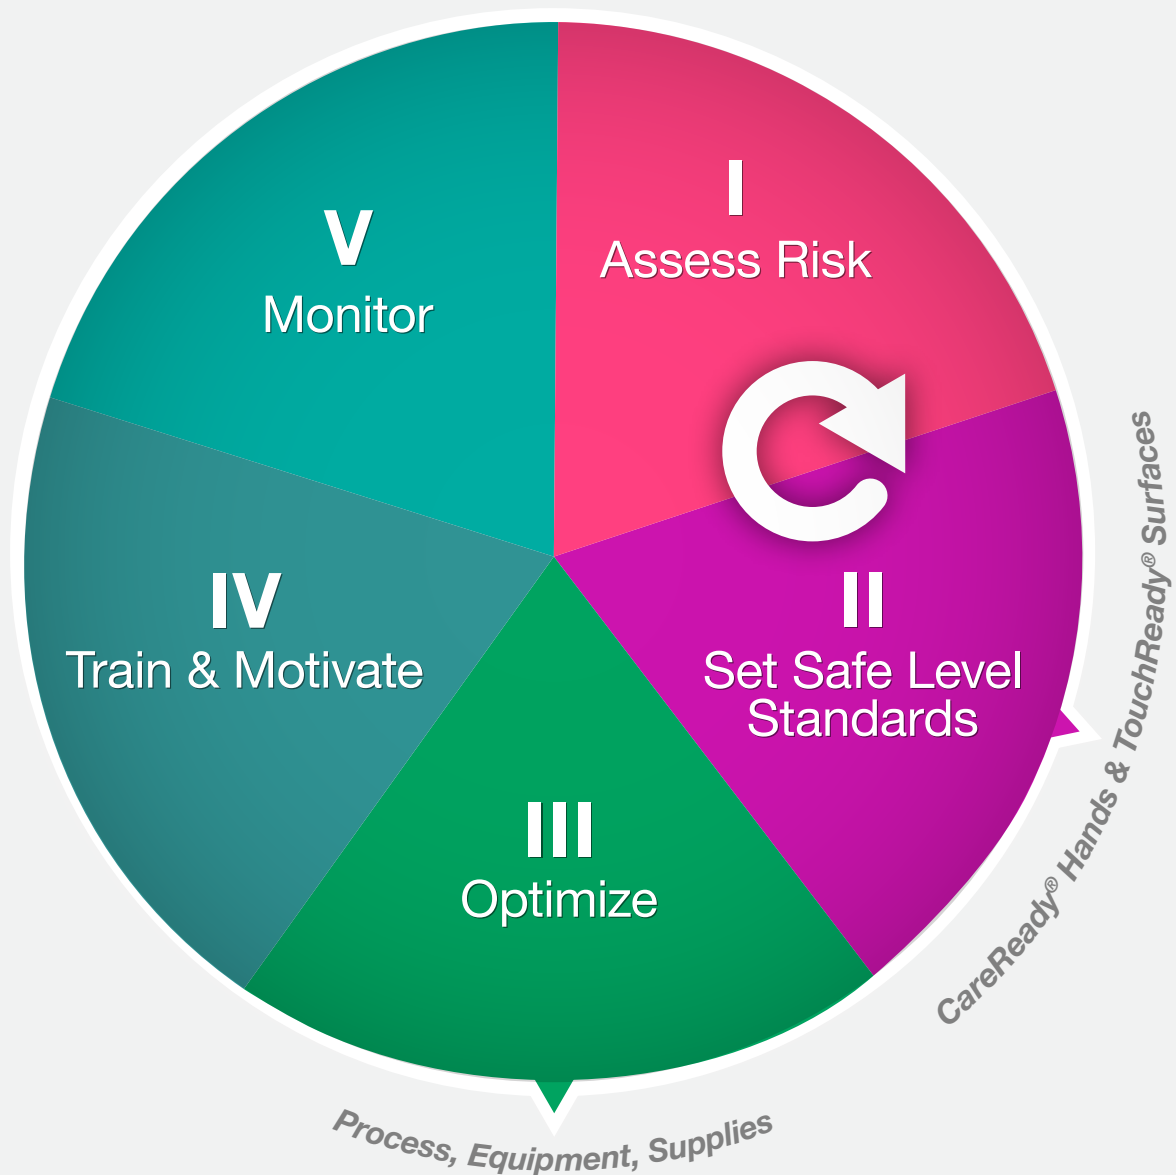 I
Assess Risk
II
Set Safe Level
Standards
CareReady® Hands & TouchReady® Surfaces
III
Optimize
Process, Equipment, Supplies
IV
Train & Motivate
V
Monitor